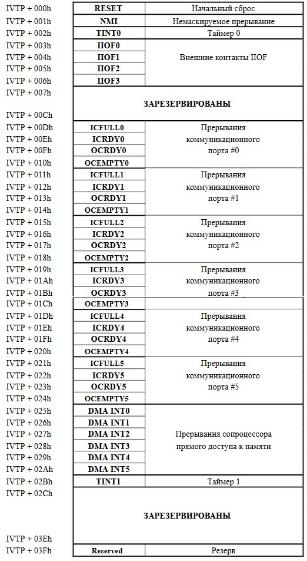 IVTP + 000h RESET Начальный сброс
IVTP + 001h NMI Немаскируемое прерывание
IVTP + 002h TINT0 Таймер 0
IVTP + 003h IIOF0
IVTP + 004h IIOF1 Внешние контакты IIOF
IVTP + 005h IIOF2
IVTP + 006h IIOF3
IVTP + 007h
ЗАРЕЗЕРВИРОВАНЫ
IVTP + 00Ch
IVTP + 00Dh ICFULL0 Прерывания
IVTP + 00Eh ICRDY0 коммуникационного
IVTP + 00Fh OCRDY0 порта #0
IVTP + 010h OCEMPTY0
IVTP + 011h ICFULL1 Прерывания
IVTP + 012h ICRDY1 коммуникационного
IVTP + 013h OCRDY1 порта #1
IVTP + 014h OCEMPTY1
IVTP + 015h ICFULL2 Прерывания
IVTP + 016h ICRDY2 коммуникационного
IVTP + 017h OCRDY2 порта #2
IVTP + 018h OCEMPTY2
IVTP + 019h ICFULL3 Прерывания
IVTP + 01Ah ICRDY3 коммуникационного
IVTP + 01Bh OCRDY3 порта #3
IVTP + 01Ch OCEMPTY3
IVTP + 01Dh ICFULL4 Прерывания
IVTP + 01Eh ICRDY4 коммуникационного
IVTP + 01Fh OCRDY4 порта #4
IVTP + 020h OCEMPTY4
IVTP + 021h ICFULL5 Прерывания
IVTP + 022h ICRDY5 коммуникационного
IVTP + 023h OCRDY5 порта #5
IVTP + 024h OCEMPTY5
IVTP + 025h DMA INT0
IVTP + 026h DMA INT1
IVTP + 027h DMA INT2 Прерывания сопроцессора
IVTP + 028h DMA INT3 прямого доступа к памяти
IVTP + 029h DMA INT4
IVTP + 02Ah DMA INT5
IVTP + 02Bh TINT1 Таймер 1
IVTP + 02Ch
ЗАРЕЗЕРВИРОВАНЫ
IVTP + 03Eh
IVTP + 03Fh Reserved Резерв